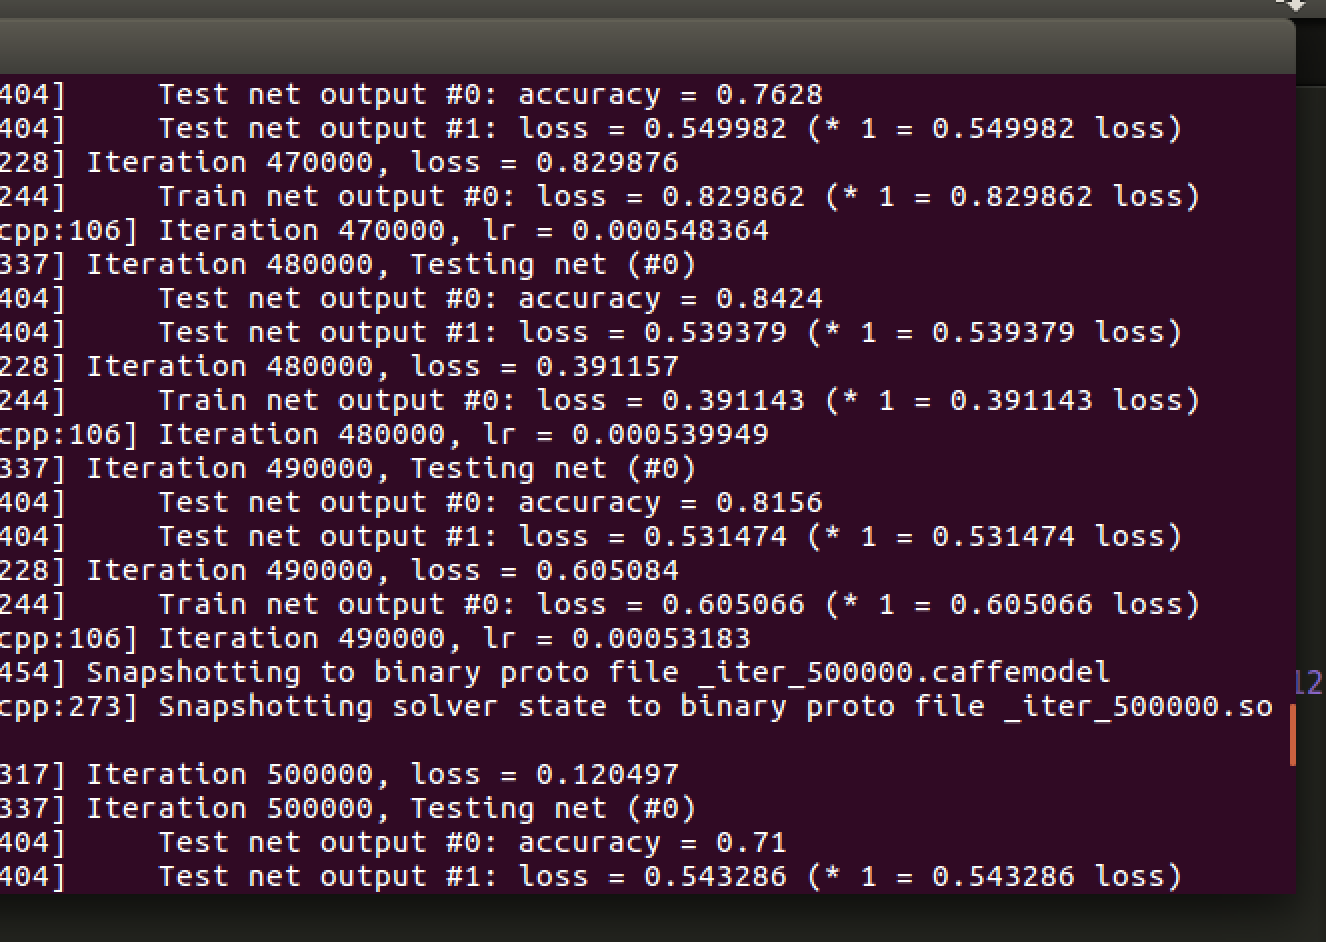 404]     Test net output #0: accuracy = 0.7628
404]     Test net output #1: loss = 0.549982 (* 1 = 0.549982 loss)
228] Iteration 470000, loss = 0.829876
244]     Train net output #0: loss = 0.829862 (* 1 = 0.829862 loss)
cpp:106] Iteration 470000, lr = 0.000548364
337] Iteration 480000, Testing net (#0)
404]     Test net output #0: accuracy = 0.8424
404]     Test net output #1: loss = 0.539379 (* 1 = 0.539379 loss)
228] Iteration 480000, loss = 0.391157
244]     Train net output #0: loss = 0.391143 (* 1 = 0.391143 loss)
cpp:106] Iteration 480000, lr = 0.000539949
337] Iteration 490000, Testing net (#0)
404]     Test net output #0: accuracy = 0.8156
404]     Test net output #1: loss = 0.531474 (* 1 = 0.531474 loss)
228] Iteration 490000, loss = 0.605084
244]     Train net output #0: loss = 0.605066 (* 1 = 0.605066 loss)
cpp:106] Iteration 490000, lr = 0.00053183
454] Snapshotting to binary proto file _iter_500000.caffemodel
12
cpp:273] Snapshotting solver state to binary proto file _iter_500000.so
317] Iteration 500000, loss = 0.120497
337] Iteration 500000, Testing net (#0)
404]     Test net output #0: accuracy = 0.71
404]     Test net output #1: loss = 0.543286 (* 1 = 0.543286 loss)